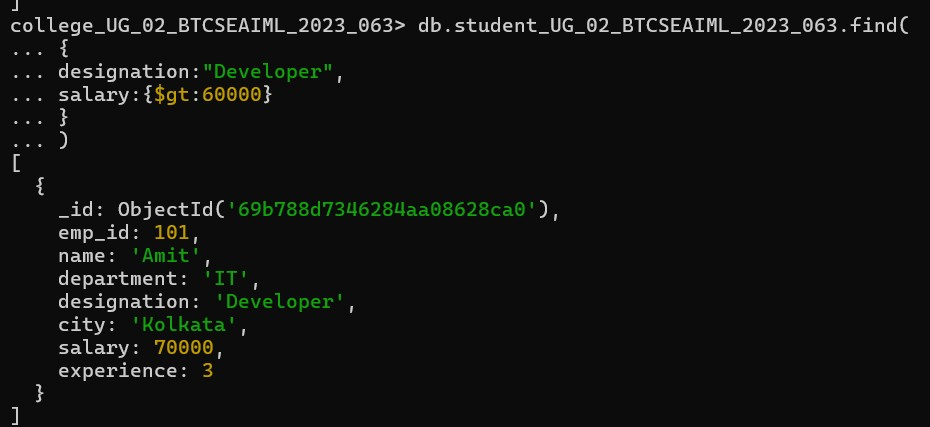 ]
college_UG_02_BTCSEAIML_2023_063> db.student_UG_02_BTCSEAIML_2023_063.find(
... {
... designation:"Developer",
... salary:{$gt:60000}
... }
... )
[
  {
    _id: ObjectId('69b788d7346284aa08628ca0'),
    emp_id: 101,
    name: 'Amit',
    department: 'IT',
    designation: 'Developer',
    city: 'Kolkata',
    salary: 70000,
    experience: 3
  }
]